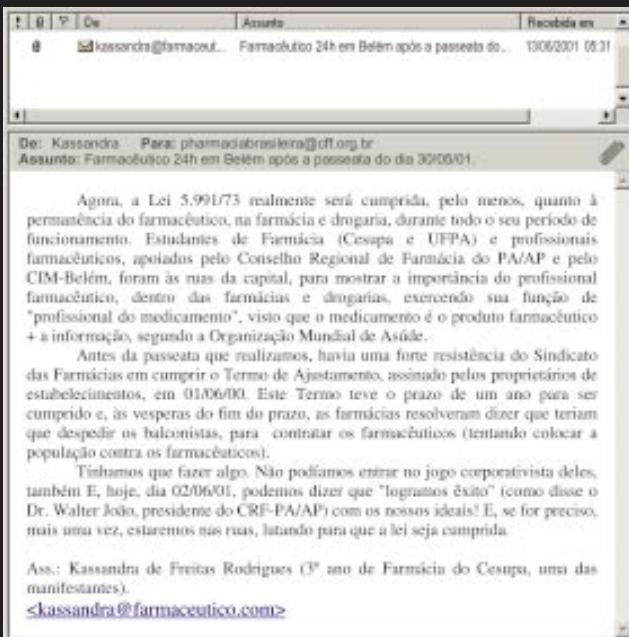 ! De Assunto Recebida em
kassandra@farmaceut... Farmacêutico 24h em Belém após a passeata do... 13/06/2001 05:31
De: Kassandra Para: pharmaciabrasileira@cff.org.br
Assunto: Farmacêutico 24h em Belém após a passeata do dia 30/05/01.
Agora, a Lei 5.991/73 realmente será cumprida, pelo menos, quanto à
permanência do farmacêutico, na farmácia e drogaria, durante todo o seu período de
funcionamento. Estudantes de Farmácia (Cesupa e UFPA) e profissionais
farmacêuticos, apoiados pelo Conselho Regional de Farmácia do PA/AP e pelo
CIM-Belém, foram às ruas da capital, para mostrar a importância do profissional
farmacêutico, dentro das farmácias e drogarias, exercendo sua função de
"profissional do medicamento", visto que o medicamento é o produto farmacêutico
+ a informação, segundo a Organização Mundial de Asúde.
Antes da passeata que realizamos, havia uma forte resistência do Sindicato
das Farmácias em cumprir o Termo de Ajustamento, assinado pelos proprietários de
estabelecimentos, em 01/06/00. Este Termo teve o prazo de um ano para ser
cumprido e, às vesperas do fim do prazo, as farmácias resolveram dizer que teriam
que despedir os balconistas, para contratar os farmacêuticos (tentando colocar a
população contra os farmacêuticos).
Tínhamos que fazer algo. Não podíamos entrar no jogo corporativista deles,
também E, hoje, dia 02/06/01, podemos dizer que "logramos êxito" (como disse o
Dr. Walter João, presidente do CRF-PA/AP) com os nossos ideais! E, se for preciso,
mais uma vez, estaremos nas ruas, lutando para que a lei seja cumprida.
Ass.: Kassandra de Freitas Rodrigues (3º ano de Farmácia do Cesupa, uma das
manifestantes).
<kassandra@farmaceutico.com>